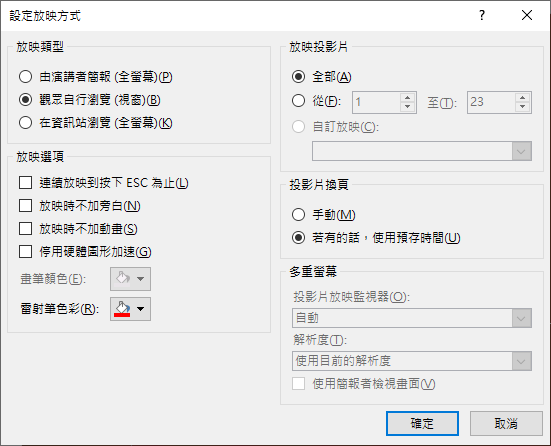 設定放映方式
放映類型
由演講者簡報 (全螢幕)(P)
觀眾自行瀏覽 (視窗)(B)
在資訊站瀏覽 (全螢幕)(K)
放映選項
連續放映到按下 ESC 為止(L)
放映時不加旁白(N)
放映時不加動畫(S)
停用硬體圖形加速(G)
畫筆顏色(E):
雷射筆色彩(R):
放映投影片
全部(A)
從(F): 1 至(T): 23
自訂放映(C):
投影片換頁
手動(M)
若有的話，使用預存時間(U)
多重螢幕
投影片放映監視器(O):
自動
解析度(T):
使用目前的解析度
使用簡報者檢視畫面(V)
確定 取消